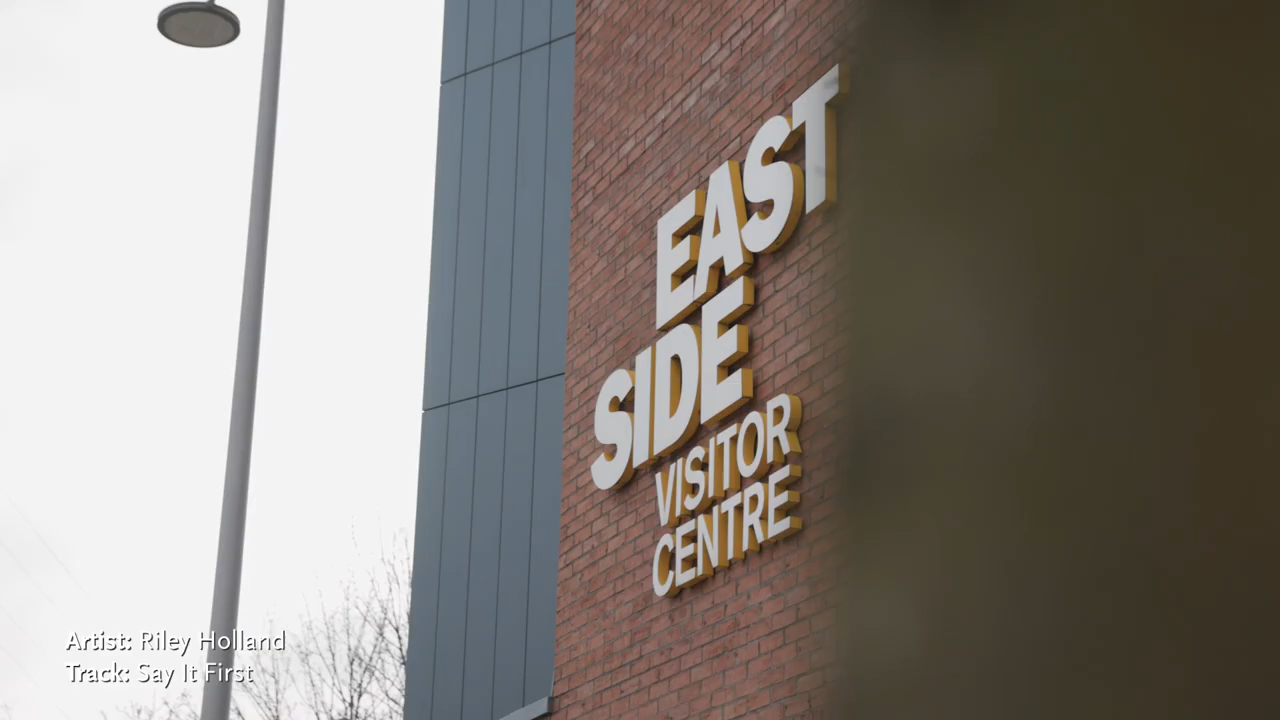 EAST
SIDE
VISITOR
CENTRE
Artist: Riley Holland
Track: Say It First